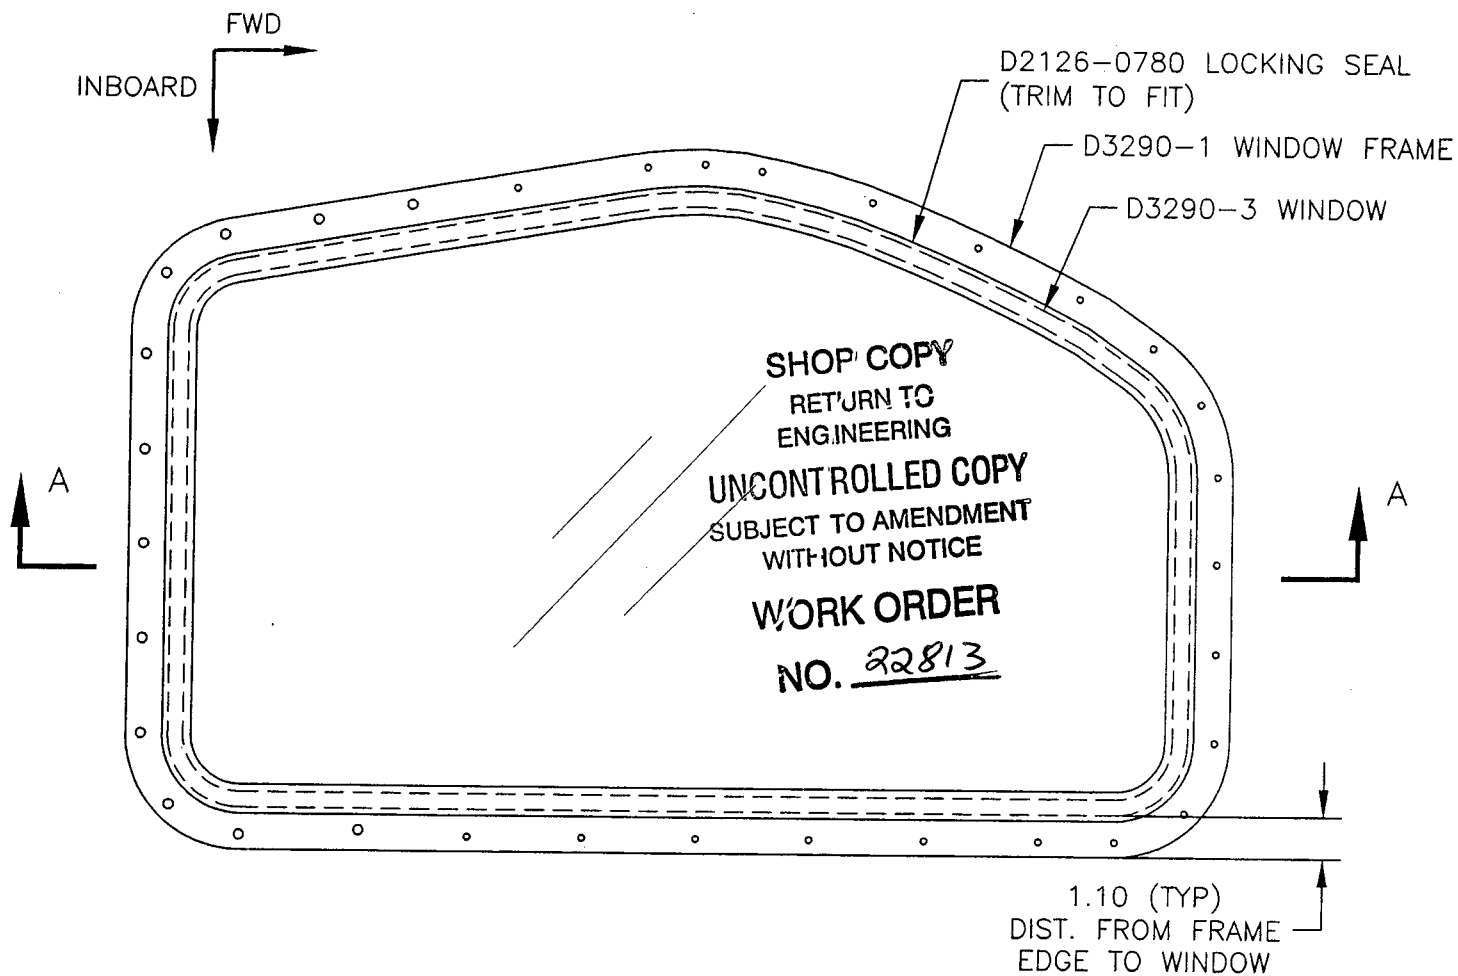 FWD
INBOARD
D2126-0780 LOCKING SEAL
(TRIM TO FIT)
D3290-1 WINDOW FRAME
D3290-3 WINDOW
SHOP COPY
RETURN TO
ENGINEERING
UNCONTROLLED COPY
SUBJECT TO AMENDMENT
WITHOUT NOTICE
WORK ORDER
NO. 22813
A
A
1.10 (TYP)
DIST. FROM FRAME
EDGE TO WINDOW